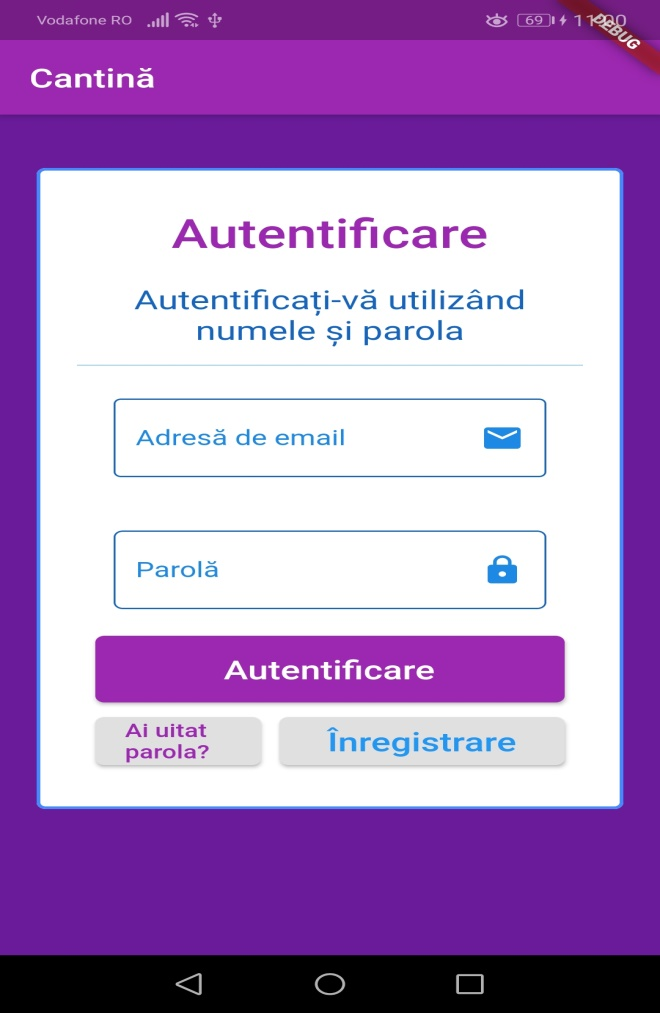 Vodafone RO 69
DEBUG
Cantină
Autentificare
Autentificați-vă utilizând
numele și parola
Adresă de email
Parolă
Autentificare
Ai uitat
parola?
Înregistrare